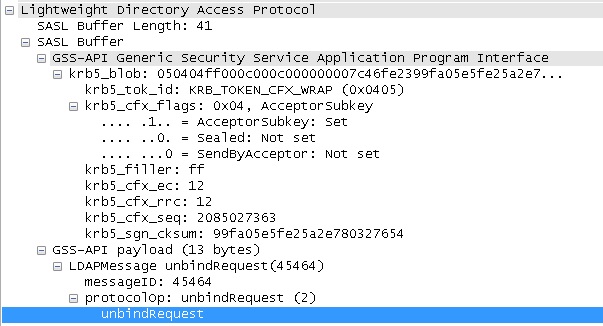 Lightweight Directory Access Protocol
SASL Buffer Length: 41
SASL Buffer
GSS-API Generic Security Service Application Program Interface
krb5_blob: 050404ff000c000c000000007c46fe2399fa05e5fe25a2e7...
krb5_tok_id: KRB_TOKEN_CFX_WRAP (0x0405)
krb5_cfx_flags: 0x04, AcceptorSubkey
.... .1.. = AcceptorSubkey: Set
.... ..0. = Sealed: Not set
.... ...0 = SendByAcceptor: Not set
krb5_filler: ff
krb5_cfx_ec: 12
krb5_cfx_rrc: 12
krb5_cfx_seq: 2085027363
krb5_sgn_cksum: 99fa05e5fe25a2e780327654
GSS-API payload (13 bytes)
LDAPMessage unbindRequest(45464)
messageID: 45464
protocolOp: unbindRequest (2)
unbindRequest